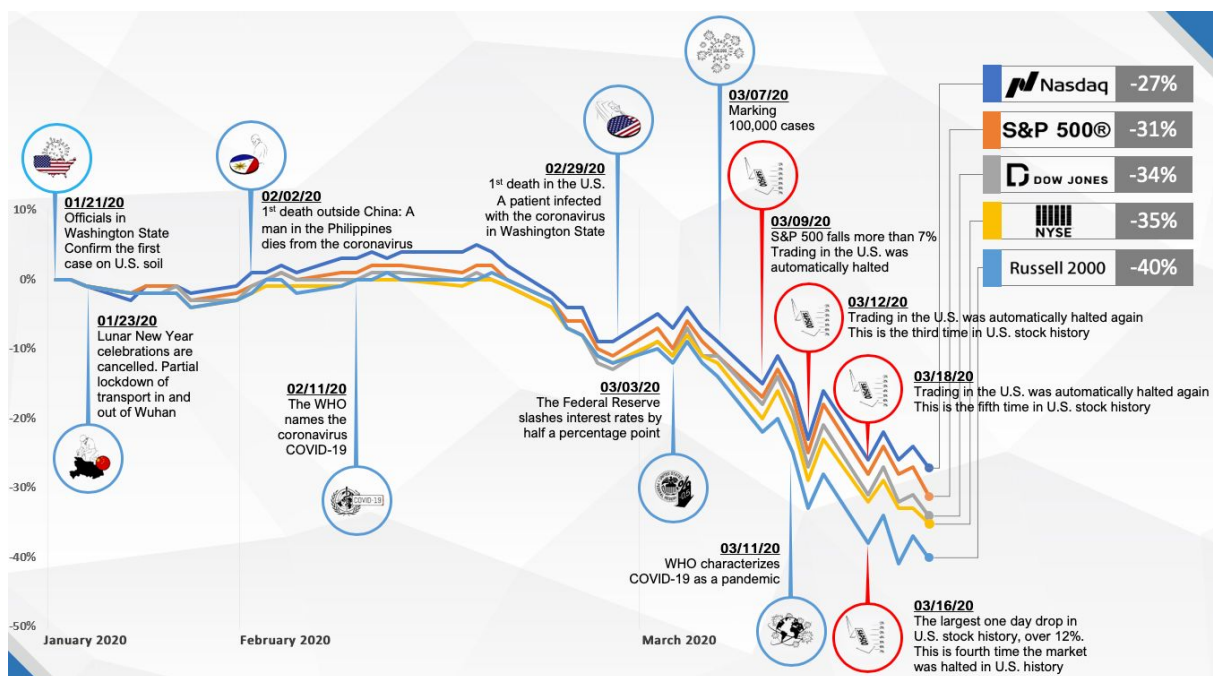 03/07/20
Marking
100,000 cases
Nasdaq -27%
S&P 500® -31%
DOW JONES -34%
NYSE -35%
Russell 2000 -40%
01/21/20
Officials in
Washington State
Confirm the first
case on U.S. soil
02/02/20
1st death outside China: A
man in the Philippines
dies from the coronavirus
02/29/20
1st death in the U.S.
A patient infected
with the coronavirus
in Washington State
03/09/20
S&P 500 falls more than 7%
Trading in the U.S. was
automatically halted
03/12/20
Trading in the U.S. was automatically halted again
This is the third time in U.S. stock history
03/18/20
Trading in the U.S. was automatically halted again
This is the fifth time in U.S. stock history
01/23/20
Lunar New Year
celebrations are
cancelled. Partial
lockdown of
transport in and
out of Wuhan
02/11/20
The WHO
names the
coronavirus
COVID-19
COVID-19
03/03/20
The Federal Reserve
slashes interest rates by
half a percentage point
03/11/20
WHO characterizes
COVID-19 as a pandemic
03/16/20
The largest one day drop in
U.S. stock history, over 12%.
This is fourth time the market
was halted in U.S. history
10%
0%
-10%
-20%
-30%
-40%
-50%
January 2020
February 2020
March 2020